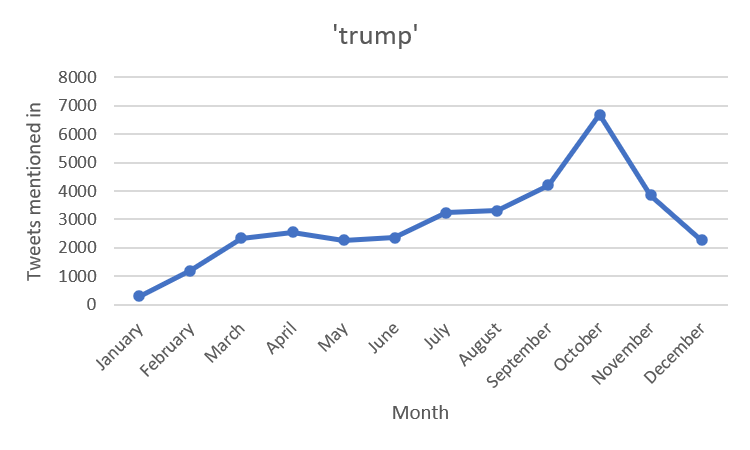 'trump'
Tweets mentioned in
8000
7000
6000
5000
4000
3000
2000
1000
0
January
February
March
April
May
June
July
August
September
October
November
December
Month